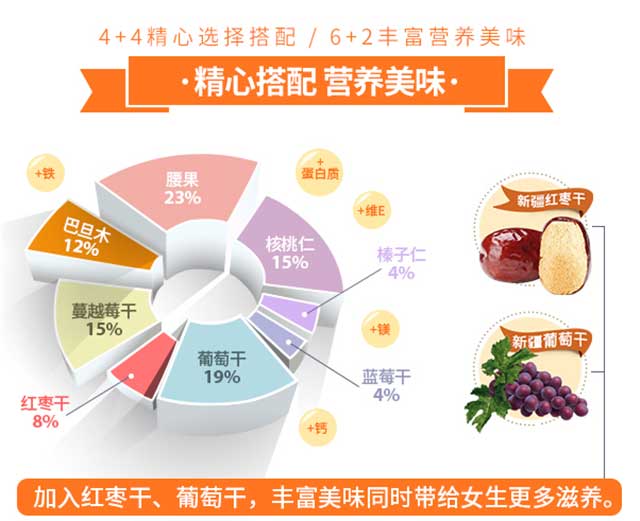 4+4精心选择搭配 / 6+2丰富营养美味
·精心搭配 营养美味·
+铁
腰果
23%
+
蛋白质
+维E
巴旦木
12%
核桃仁
15%
榛子仁
4%
新疆红枣干
蔓越莓干
15%
+镁
葡萄干
19%
蓝莓干
4%
新疆葡萄干
红枣干
8%
+钙
加入红枣干、葡萄干，丰富美味同时带给女生更多滋养。